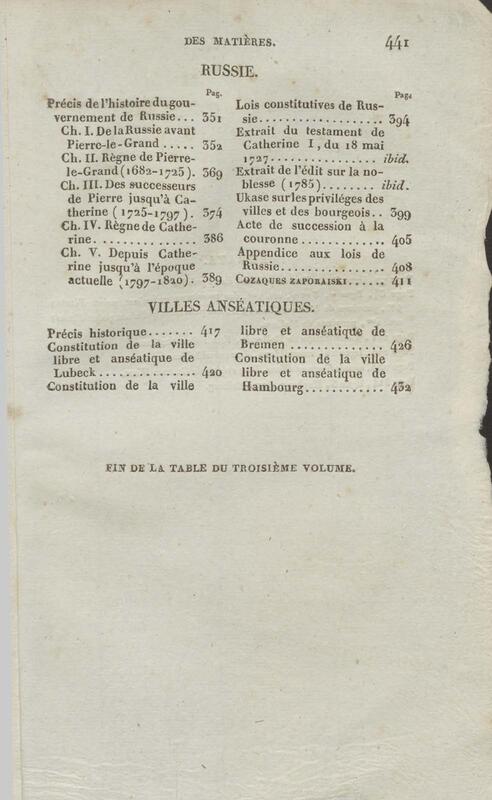 DES MATIÈRES. 441
RUSSIE.
Pag.
Précis de l'histoire du gou-
vernement de Russie... 351
Ch. I. De la Russie avant
Pierre-le-Grand ..... 352
Ch. II. Règne de Pierre-
le-Grand (1682-1725). 369
Ch. III. Des successeurs
de Pierre jusqu'à Ca-
therine (1725-1797). 374
Ch. IV. Règne de Cathe-
rine................. 386
Ch. V. Depuis Cathe-
rine jusqu'à l'époque
actuelle (1797-1820). 389
Pag.
Lois constitutives de Rus-
sie.................. 394
Extrait du testament de
Catherine I, du 18 mai
1727............... ibid.
Extrait de l'édit sur la no-
blesse (1785)....... ibid.
Ukase sur les priviléges des
villes et des bourgeois.. 399
Acte de succession à la
couronne ............ 405
Appendice aux lois de
Russie............... 408
COZAQUES ZAPORAISKI...... 411
VILLES ANSÉATIQUES.
Précis historique....... 417
Constitution de la ville
libre et anséatique de
Lubeck.............. 420
Constitution de la ville
libre et anséatique de
Bremen ............. 426
Constitution de la ville
libre et anséatique de
Hambourg........... 432
FIN DE LA TABLE DU TROISIÈME VOLUME.